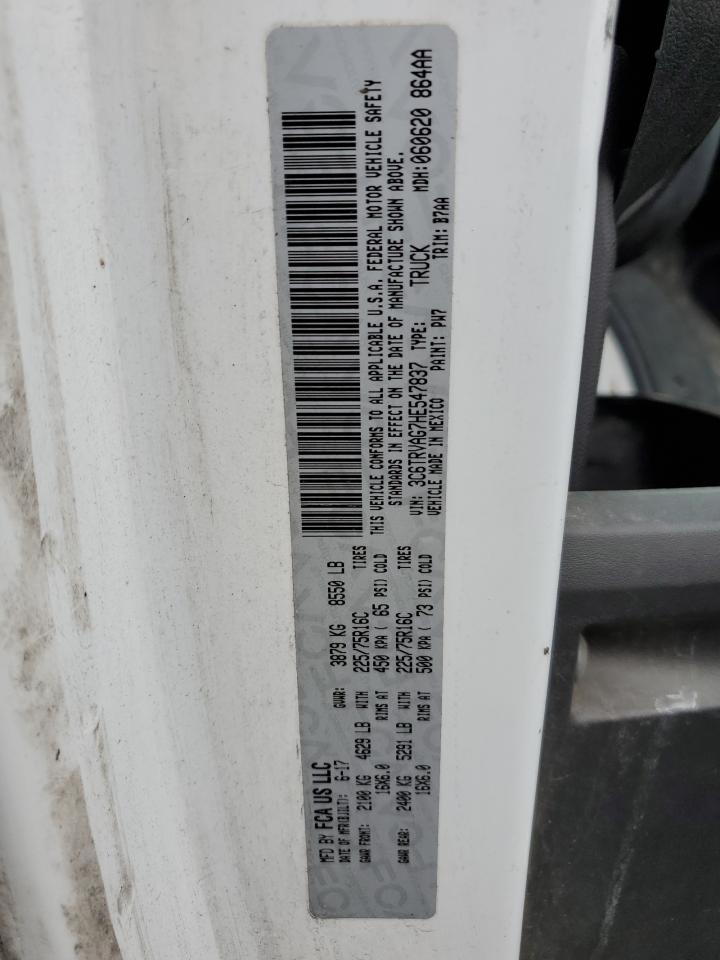 MFD BY FCA US LLC
DATE OF MFR(BUILT): 6-17 GVWR: 3879 KG 8550 LB
GAWR FRONT: 2100 KG 4629 LB WITH 225/75R16C TIRES
16X6.0 RIMS AT 450 KPA ( 65 PSI) COLD
GAWR REAR: 2400 KG 5291 LB WITH 225/75R16C TIRES
16X6.0 RIMS AT 500 KPA ( 73 PSI) COLD
THIS VEHICLE CONFORMS TO ALL APPLICABLE U.S.A. FEDERAL MOTOR VEHICLE SAFETY
STANDARDS IN EFFECT ON THE DATE OF MANUFACTURE SHOWN ABOVE.
VIN: 3C6TRVAG7HE547837 TYPE: TRUCK MDH: 060620 864AA
VEHICLE MADE IN MEXICO PAINT: PW7 TRIM: B7AA